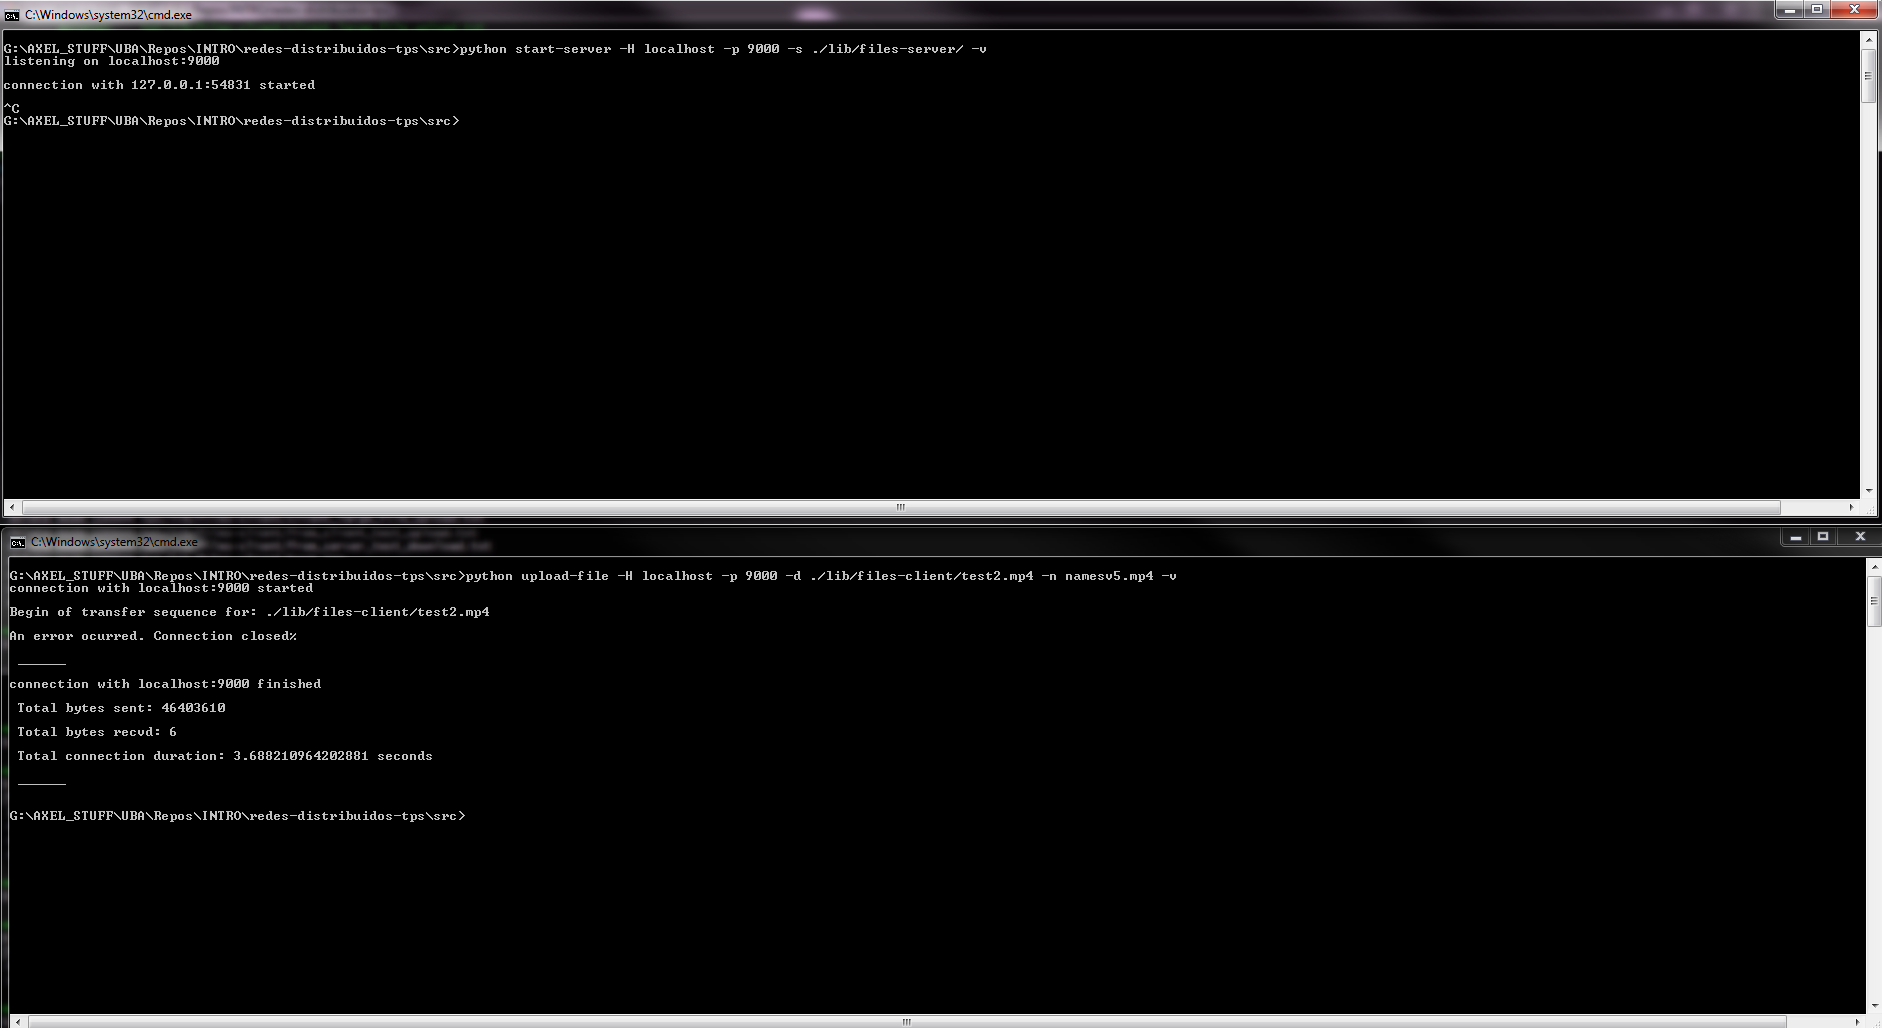 C:\Windows\system32\cmd.exe
G:\AXEL_STUFF\UBA\Repos\INTRO\redes-distribuidos-tps\src>python start-server -H localhost -p 9000 -s ./lib/files-server/ -v
listening on localhost:9000
connection with 127.0.0.1:54831 started
^C
G:\AXEL_STUFF\UBA\Repos\INTRO\redes-distribuidos-tps\src>
C:\Windows\system32\cmd.exe
G:\AXEL_STUFF\UBA\Repos\INTRO\redes-distribuidos-tps\src>python upload-file -H localhost -p 9000 -d ./lib/files-client/test2.mp4 -n namesv5.mp4 -v
connection with localhost:9000 started
Begin of transfer sequence for: ./lib/files-client/test2.mp4
An error ocurred. Connection closed%
______
connection with localhost:9000 finished
Total bytes sent: 46403610
Total bytes recvd: 6
Total connection duration: 3.688210964202881 seconds
______
G:\AXEL_STUFF\UBA\Repos\INTRO\redes-distribuidos-tps\src>